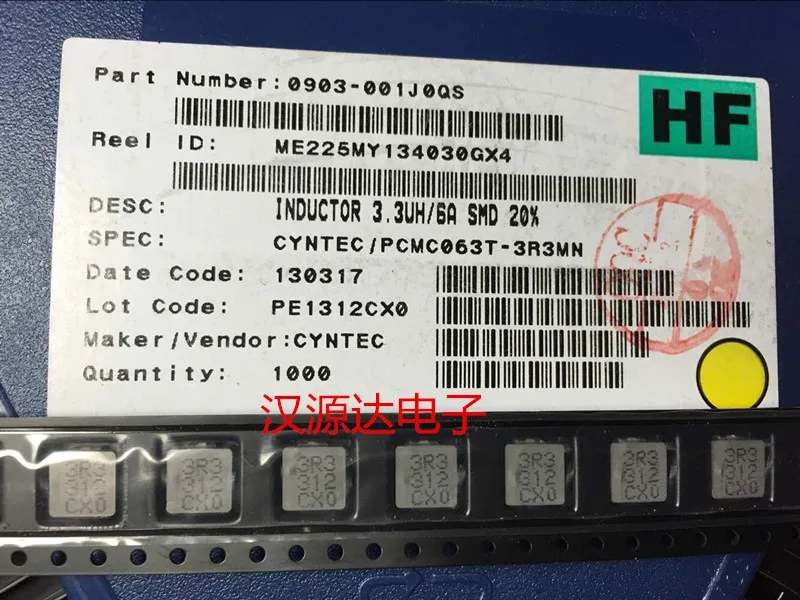 Part Number:0903-001J0QS
HF
Reel ID: ME225MY134030GX4
DESC: INDUCTOR 3.3UH/6A SMD 20%
SPEC: CYNTEC/PCMC063T-3R3MN
Date Code: 130317
Lot Code: PE1312CX0
Maker/Vendor:CYNTEC
Quantity: 1000
汉源达电子
3R3 3R3 3R3 3R3 3R3 3R3 3R3
312 312 312 312 312 312 312
CX0 CX0 CX0 CX0 CX0 CX0 CX0